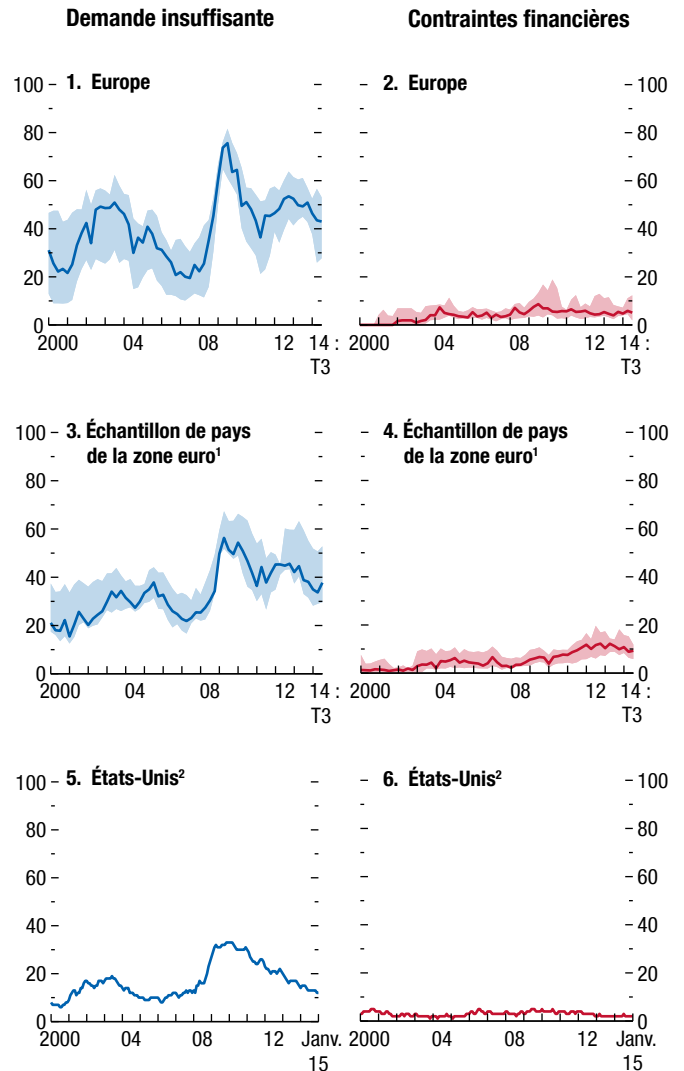 Demande insuffisante
Contraintes financières
1. Europe
2. Europe
100
80
60
40
20
0
100
80
60
40
20
0
2000 04 08 12 14 :
T3
2000 04 08 12 14 :
T3
3. Échantillon de pays
de la zone euro¹
4. Échantillon de pays
de la zone euro¹
100
80
60
40
20
0
100
80
60
40
20
0
2000 04 08 12 14 :
T3
2000 04 08 12 14 :
T3
5. États-Unis²
6. États-Unis²
100
80
60
40
20
0
100
80
60
40
20
0
2000 04 08 12 Janv.
15
2000 04 08 12 Janv.
15